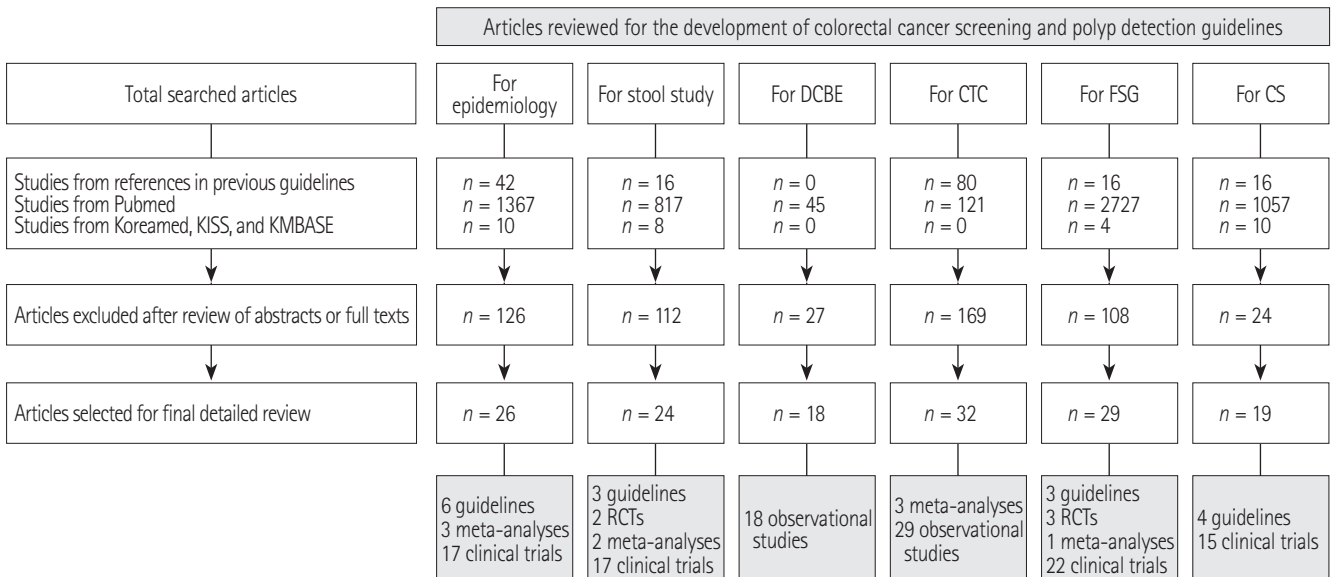 Articles reviewed for the development of colorectal cancer screening and polyp detection guidelines
Total searched articles
For
epidemiology
For stool study
For DCBE
For CTC
For FSG
For CS
Studies from references in previous guidelines
Studies from Pubmed
Studies from Koreamed, KISS, and KMBASE
n = 42
n = 1367
n = 10
n = 16
n = 817
n = 8
n = 0
n = 45
n = 0
n = 80
n = 121
n = 0
n = 16
n = 2727
n = 4
n = 16
n = 1057
n = 10
Articles excluded after review of abstracts or full texts
n = 126
n = 112
n = 27
n = 169
n = 108
n = 24
Articles selected for final detailed review
n = 26
n = 24
n = 18
n = 32
n = 29
n = 19
6 guidelines
3 meta-analyses
17 clinical trials
3 guidelines
2 RCTs
2 meta-analyses
17 clinical trials
18 observational
studies
3 meta-analyses
29 observational
studies
3 guidelines
3 RCTs
1 meta-analyses
22 clinical trials
4 guidelines
15 clinical trials